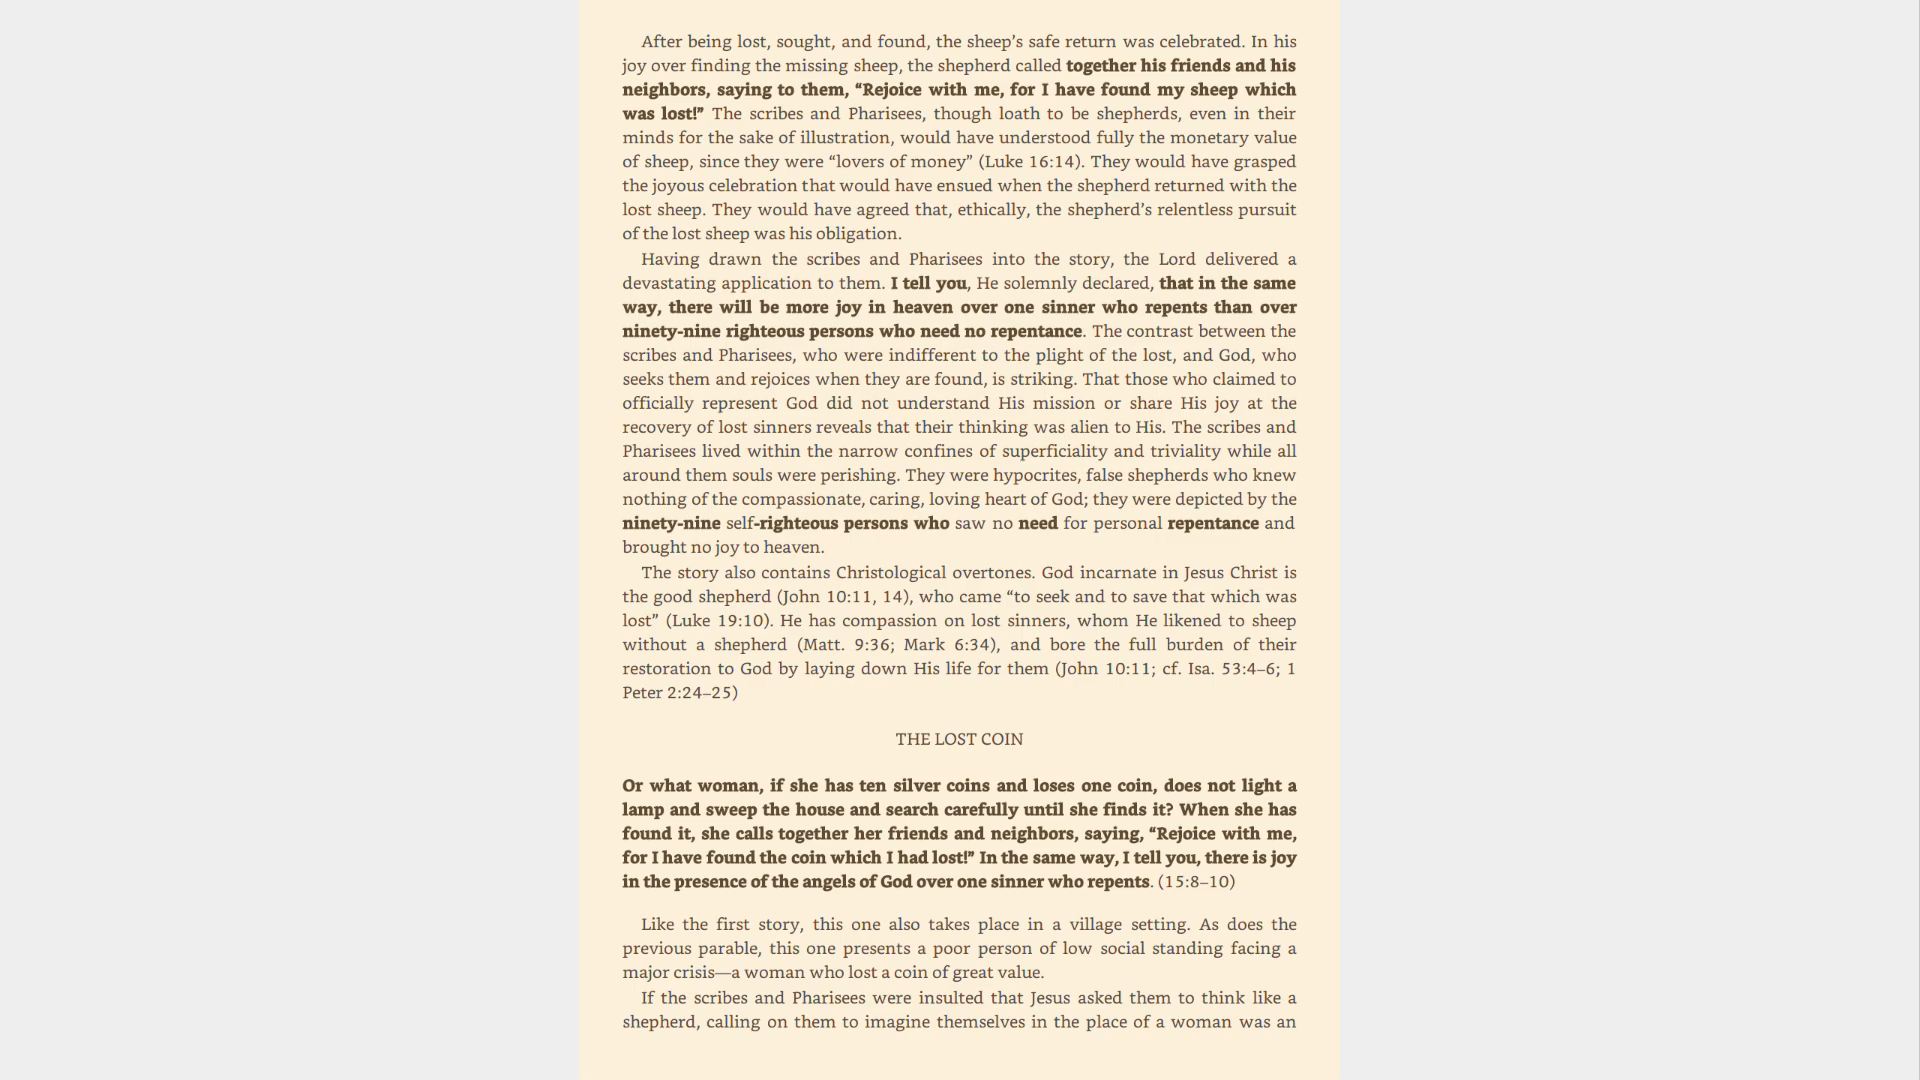 After being lost, sought, and found, the sheep’s safe return was celebrated. In his
joy over finding the missing sheep, the shepherd called together his friends and his
neighbors, saying to them, “Rejoice with me, for I have found my sheep which
was lost!” The scribes and Pharisees, though loath to be shepherds, even in their
minds for the sake of illustration, would have understood fully the monetary value
of sheep, since they were “lovers of money” (Luke 16:14). They would have grasped
the joyous celebration that would have ensued when the shepherd returned with the
lost sheep. They would have agreed that, ethically, the shepherd’s relentless pursuit
of the lost sheep was his obligation.
Having drawn the scribes and Pharisees into the story, the Lord delivered a
devastating application to them. I tell you, He solemnly declared, that in the same
way, there will be more joy in heaven over one sinner who repents than over
ninety-nine righteous persons who need no repentance. The contrast between the
scribes and Pharisees, who were indifferent to the plight of the lost, and God, who
seeks them and rejoices when they are found, is striking. That those who claimed to
officially represent God did not understand His mission or share His joy at the
recovery of lost sinners reveals that their thinking was alien to His. The scribes and
Pharisees lived within the narrow confines of superficiality and triviality while all
around them souls were perishing. They were hypocrites, false shepherds who knew
nothing of the compassionate, caring, loving heart of God; they were depicted by the
ninety-nine self-righteous persons who saw no need for personal repentance and
brought no joy to heaven.
The story also contains Christological overtones. God incarnate in Jesus Christ is
the good shepherd (John 10:11, 14), who came “to seek and to save that which was
lost” (Luke 19:10). He has compassion on lost sinners, whom He likened to sheep
without a shepherd (Matt. 9:36; Mark 6:34), and bore the full burden of their
restoration to God by laying down His life for them (John 10:11; cf. Isa. 53:4–6; 1
Peter 2:24–25)
THE LOST COIN
Or what woman, if she has ten silver coins and loses one coin, does not light a
lamp and sweep the house and search carefully until she finds it? When she has
found it, she calls together her friends and neighbors, saying, “Rejoice with me,
for I have found the coin which I had lost!” In the same way, I tell you, there is joy
in the presence of the angels of God over one sinner who repents. (15:8–10)
Like the first story, this one also takes place in a village setting. As does the
previous parable, this one presents a poor person of low social standing facing a
major crisis—a woman who lost a coin of great value.
If the scribes and Pharisees were insulted that Jesus asked them to think like a
shepherd, calling on them to imagine themselves in the place of a woman was an